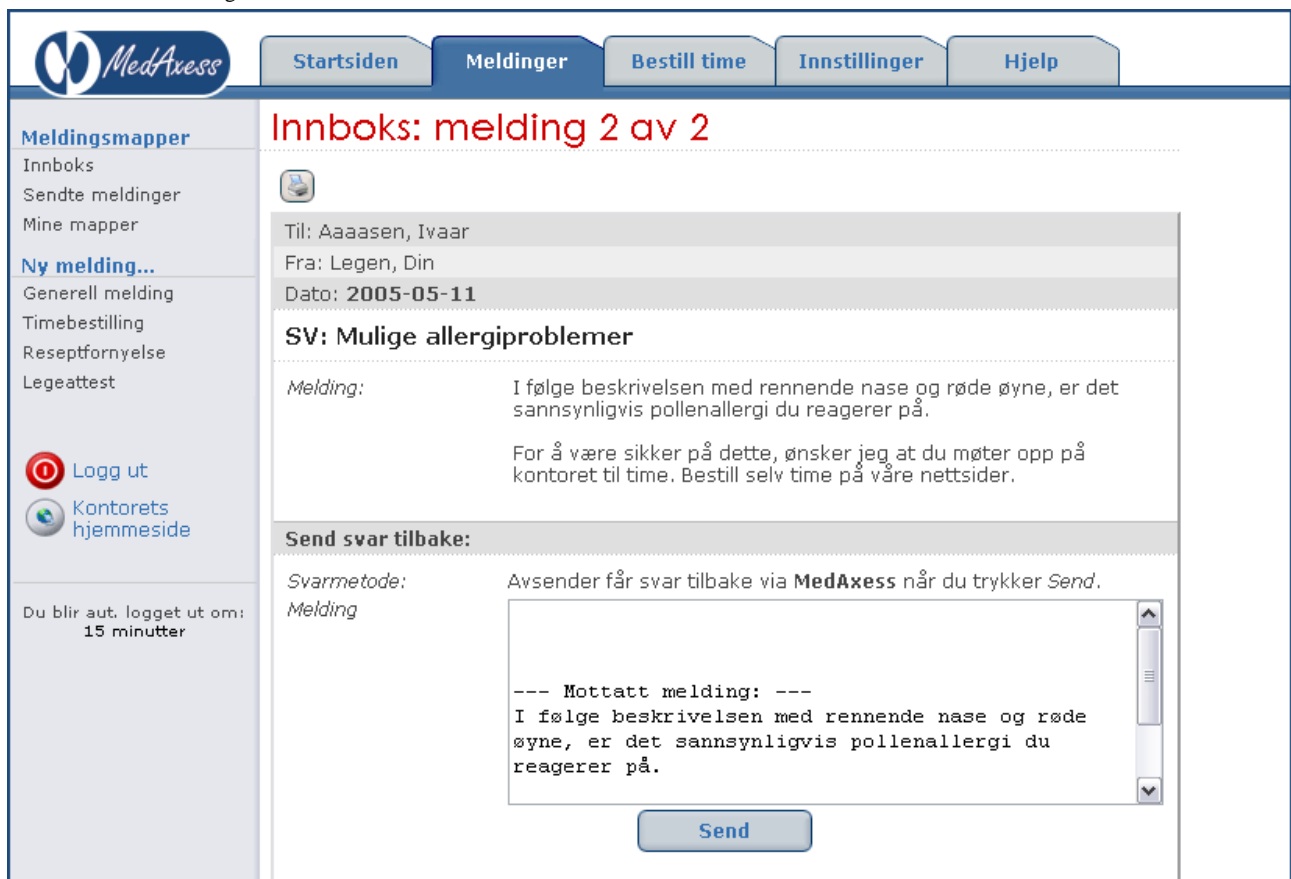 MedAxess
Startsiden
Meldinger
Bestill time
Innstillinger
Hjelp
Meldingsmapper
Innboks
Sendte meldinger
Mine mapper
Ny melding...
Generell melding
Timebestilling
Reseptfornyelse
Legeattest
Logg ut
Kontorets
hjemmeside
Du blir aut. logget ut om:
15 minutter
Innboks: melding 2 av 2
Til: Aaaasen, Ivaar
Fra: Legen, Din
Dato: 2005-05-11
SV: Mulige allergiproblemer
Melding:
I følge beskrivelsen med rennende nase og røde øyne, er det
sannsynligvis pollenallergi du reagerer på.
For å være sikker på dette, ønsker jeg at du møter opp på
kontoret til time. Bestill selv time på våre nettsider.
Send svar tilbake:
Svarmetode:
Avsender får svar tilbake via MedAxess når du trykker Send.
Melding
--- Mottatt melding: ---
I følge beskrivelsen med rennende nase og røde
øyne, er det sannsynligvis pollenallergi du
reagerer på.
Send